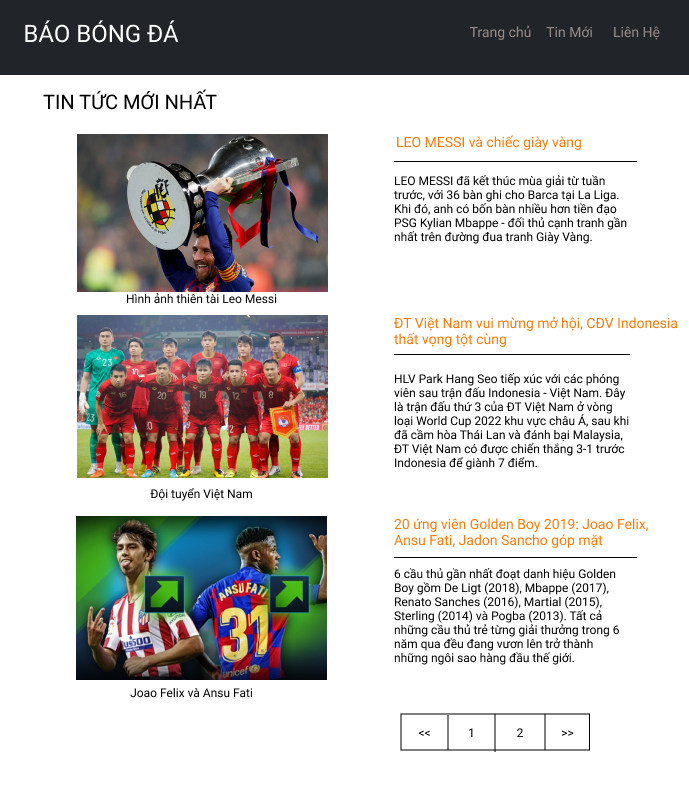 BÁO BÓNG ĐÁ
Trang chủ Tin Mới Liên Hệ
TIN TỨC MỚI NHẤT
LEO MESSI và chiếc giày vàng
LEO MESSI đã kết thúc mùa giải từ tuần
trước, với 36 bàn ghi cho Barca tại La Liga.
Khi đó, anh có bốn bàn nhiều hơn tiền đạo
PSG Kylian Mbappe - đối thủ cạnh tranh gần
nhất trên đường đua tranh Giày Vàng.
Hình ảnh thiên tài Leo Messi
ĐT Việt Nam vui mừng mở hội, CĐV Indonesia
thất vọng tột cùng
HLV Park Hang Seo tiếp xúc với các phóng
viên sau trận đấu Indonesia - Việt Nam. Đây
là trận đấu thứ 3 của ĐT Việt Nam ở vòng
loại World Cup 2022 khu vực châu Á, sau khi
đã cầm hòa Thái Lan và đánh bại Malaysia,
ĐT Việt Nam có được chiến thắng 3-1 trước
Indonesia để giành 7 điểm.
23
16
20
19
12
8
Đội tuyển Việt Nam
20 ứng viên Golden Boy 2019: Joao Felix,
Ansu Fati, Jadon Sancho góp mặt
6 cầu thủ gần nhất đoạt danh hiệu Golden
Boy gồm De Ligt (2018), Mbappe (2017),
Renato Sanches (2016), Martial (2015),
Sterling (2014) và Pogba (2013). Tất cả
những cầu thủ trẻ từng giải thưởng trong 6
năm qua đều đang vươn lên trở thành
những ngôi sao hàng đầu thế giới.
ANSU FATI
31
unicef
Joao Felix và Ansu Fati
<< 1 2 >>